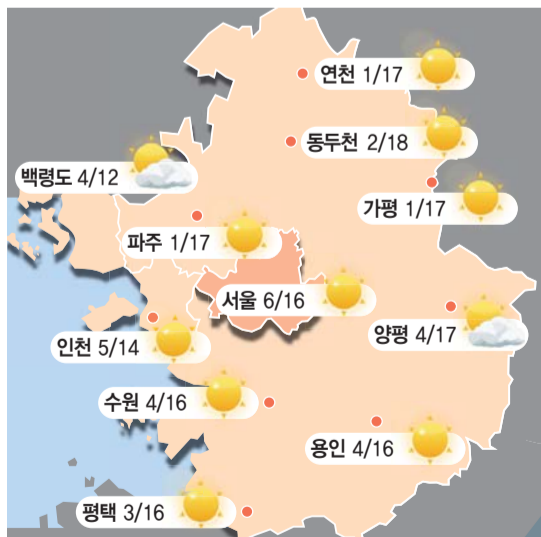 연천 1/17
동두천 2/18
백령도 4/12
가평 1/17
파주 1/17
서울 6/16
양평 4/17
인천 5/14
수원 4/16
용인 4/16
평택 3/16